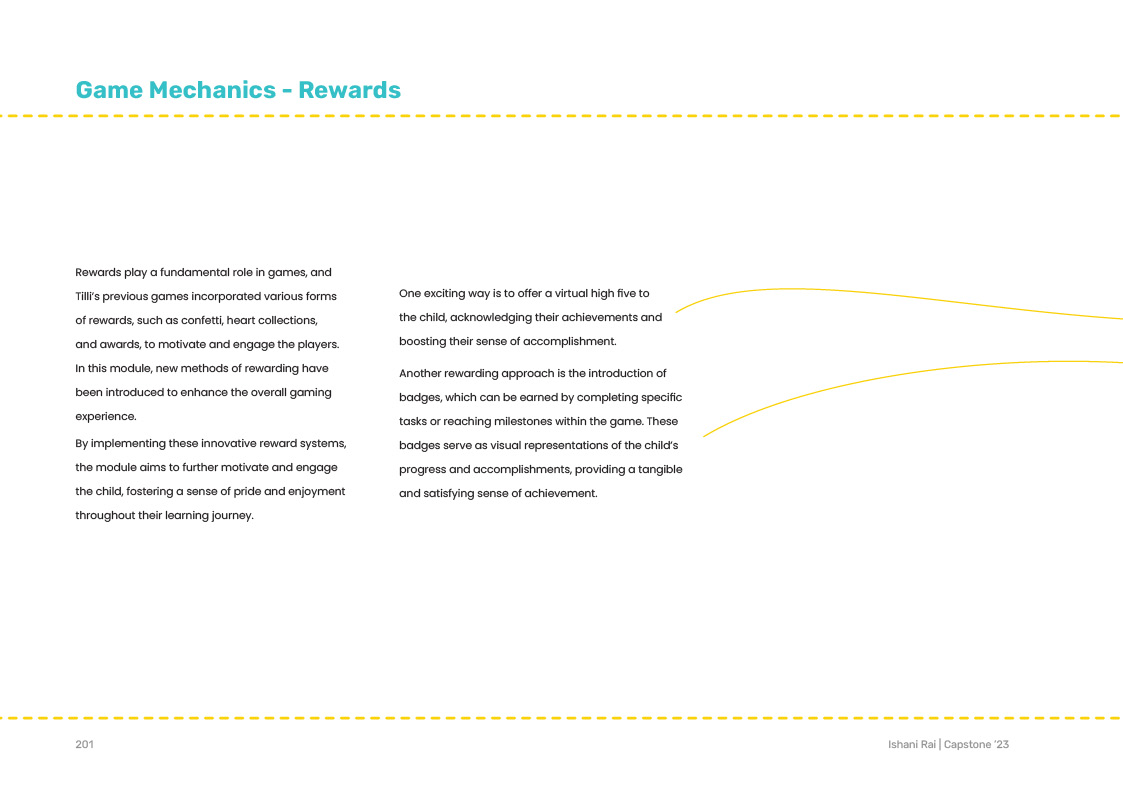 Game Mechanics - Rewards
Rewards play a fundamental role in games, and
Tilli's previous games incorporated various forms
of rewards, such as confetti, heart collections,
and awards, to motivate and engage the players.
In this module, new methods of rewarding have
been introduced to enhance the overall gaming
experience.
By implementing these innovative reward systems,
the module aims to further motivate and engage
the child, fostering a sense of pride and enjoyment
throughout their learning journey.
One exciting way is to offer a virtual high five to
the child, acknowledging their achievements and
boosting their sense of accomplishment.
Another rewarding approach is the introduction of
badges, which can be earned by completing specific
tasks or reaching milestones within the game. These
badges serve as visual representations of the child's
progress and accomplishments, providing a tangible
and satisfying sense of achievement.
201
Ishani Rai | Capstone '23